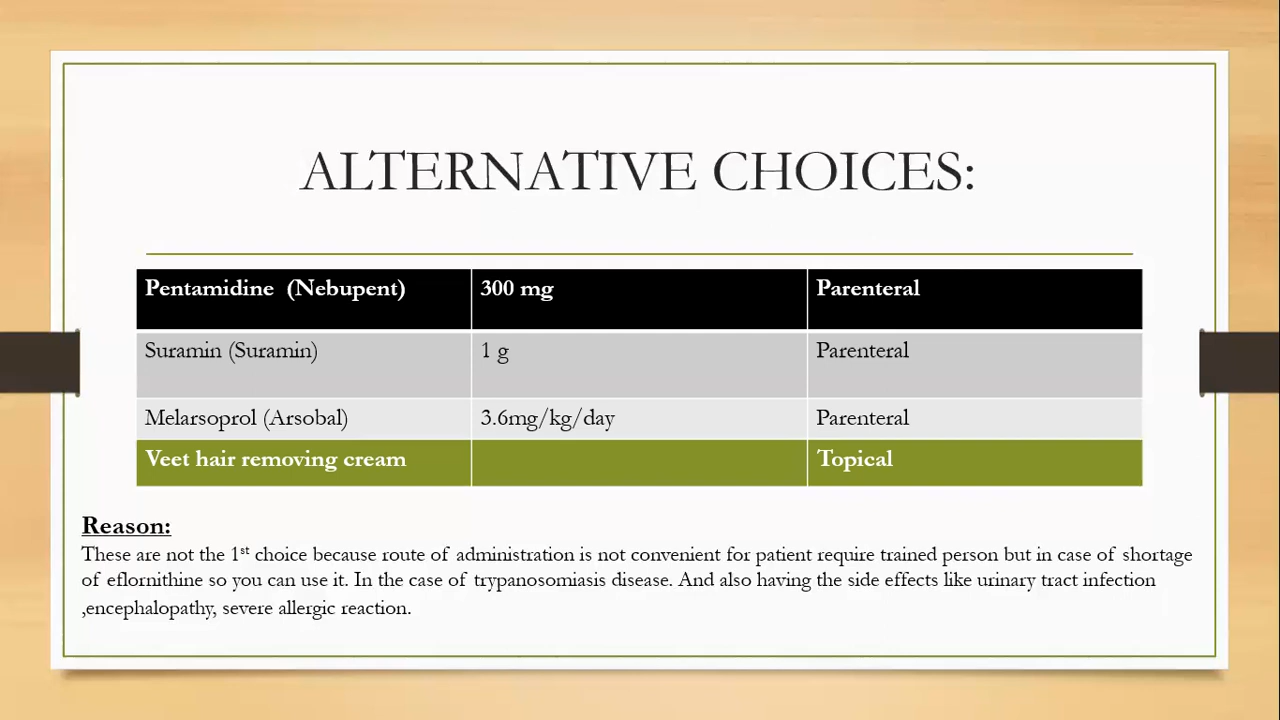 ALTERNATIVE CHOICES:
Pentamidine (Nebupent) 300 mg Parenteral
Suramin (Suramin) 1 g Parenteral
Melarsoprol (Arsobal) 3.6mg/kg/day Parenteral
Veet hair removing cream Topical
Reason:
These are not the 1st choice because route of administration is not convenient for patient require trained person but in case of shortage
of eflornithine so you can use it. In the case of trypanosomiasis disease. And also having the side effects like urinary tract infection
,encephalopathy, severe allergic reaction.